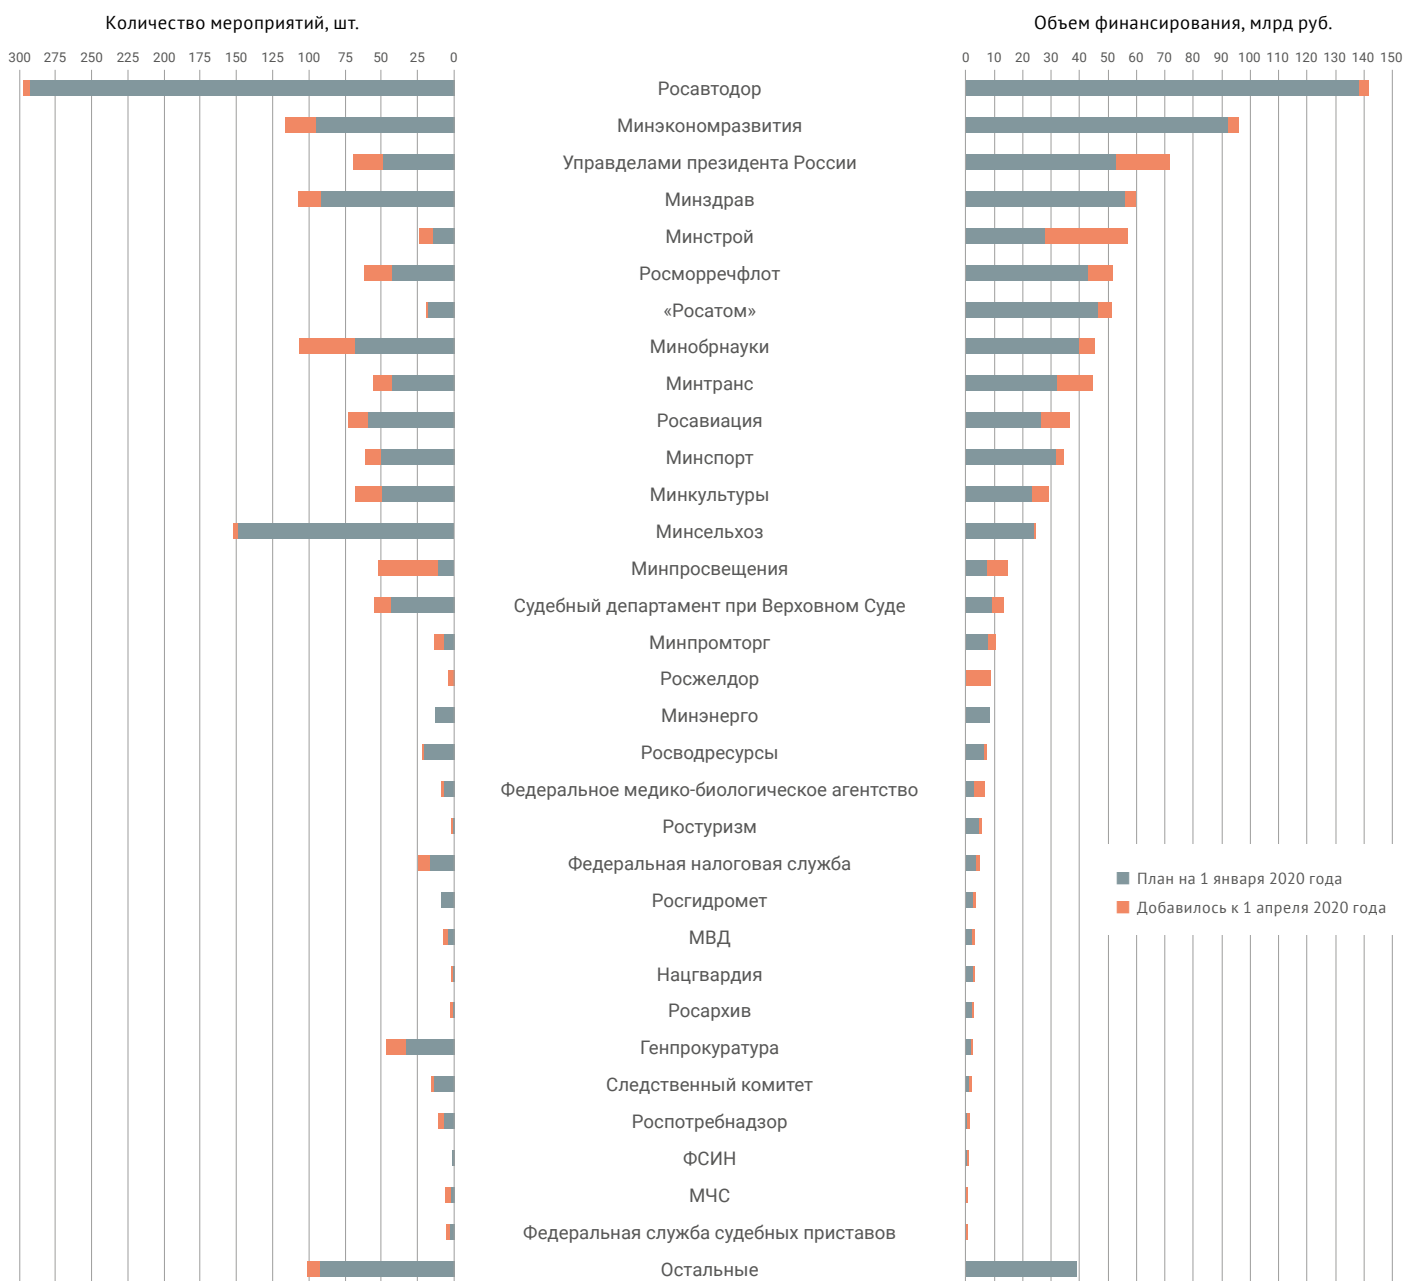 Количество мероприятий, шт.
Объем финансирования, млрд руб.
300 275 250 225 200 175 150 125 100 75 50 25 0
0 10 20 30 40 50 60 70 80 90 100 110 120 130 140 150
Росавтодор
Минэкономразвития
Управделами президента России
Минздрав
Минстрой
Росморречфлот
«Росатом»
Минобрнауки
Минтранс
Росавиация
Минспорт
Минкультуры
Минсельхоз
Минпросвещения
Судебный департамент при Верховном Суде
Минпромторг
Росжелдор
Минэнерго
Росводресурсы
Федеральное медико-биологическое агентство
Ростуризм
Федеральная налоговая служба
Росгидромет
МВД
Нацгвардия
Росархив
Генпрокуратура
Следственный комитет
Роспотребнадзор
ФСИН
МЧС
Федеральная служба судебных приставов
Остальные
План на 1 января 2020 года
Добавилось к 1 апреля 2020 года